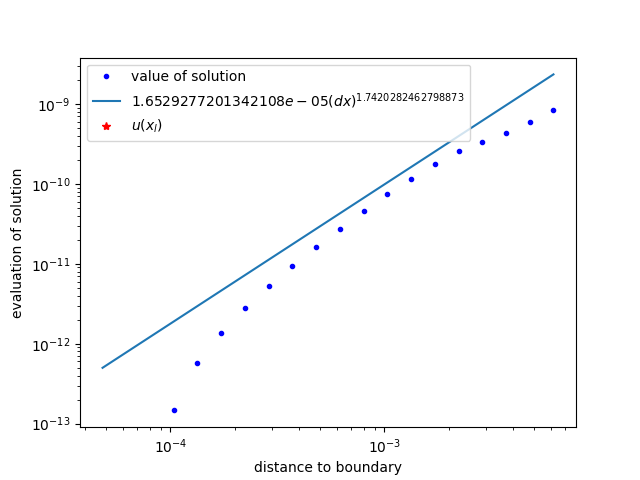 value of solution
1.6529277201342108e − 05(dx)^1.7420282462798873
u(x_l)
10^−9
10^−10
10^−11
10^−12
10^−13
evaluation of solution
10^−4
10^−3
distance to boundary